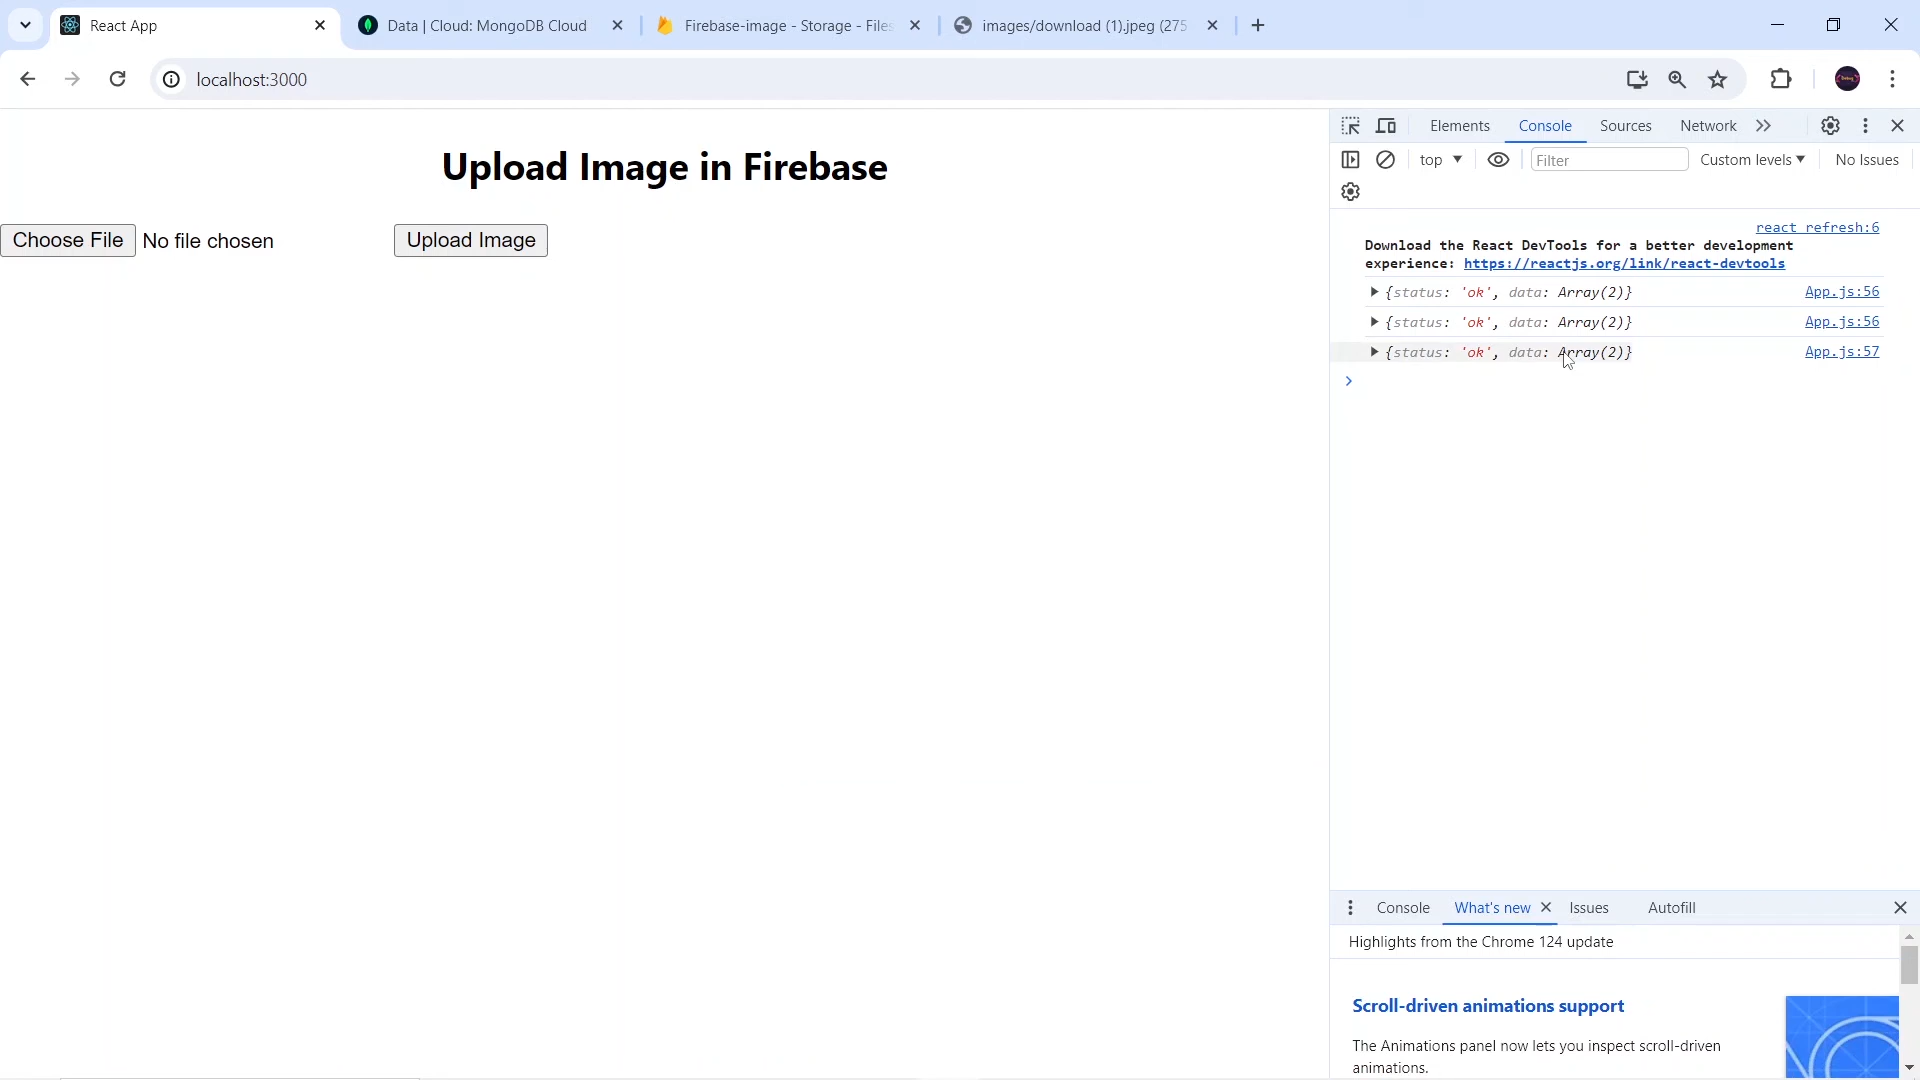 React App
Data | Cloud: MongoDB Cloud
Firebase-image - Storage - Files
images/download (1).jpeg (275
localhost:3000
Elements
Console
Sources
Network
top
Filter
Custom levels
No Issues
Upload Image in Firebase
Choose File No file chosen
Upload Image
react refresh:6
Download the React DevTools for a better development
experience: https://reactjs.org/link/react-devtools
{status: 'ok', data: Array(2)} App.js:56
{status: 'ok', data: Array(2)} App.js:56
{status: 'ok', data: Array(2)} App.js:57
Console
What's new
Issues
Autofill
Highlights from the Chrome 124 update
Scroll-driven animations support
The Animations panel now lets you inspect scroll-driven
animations.